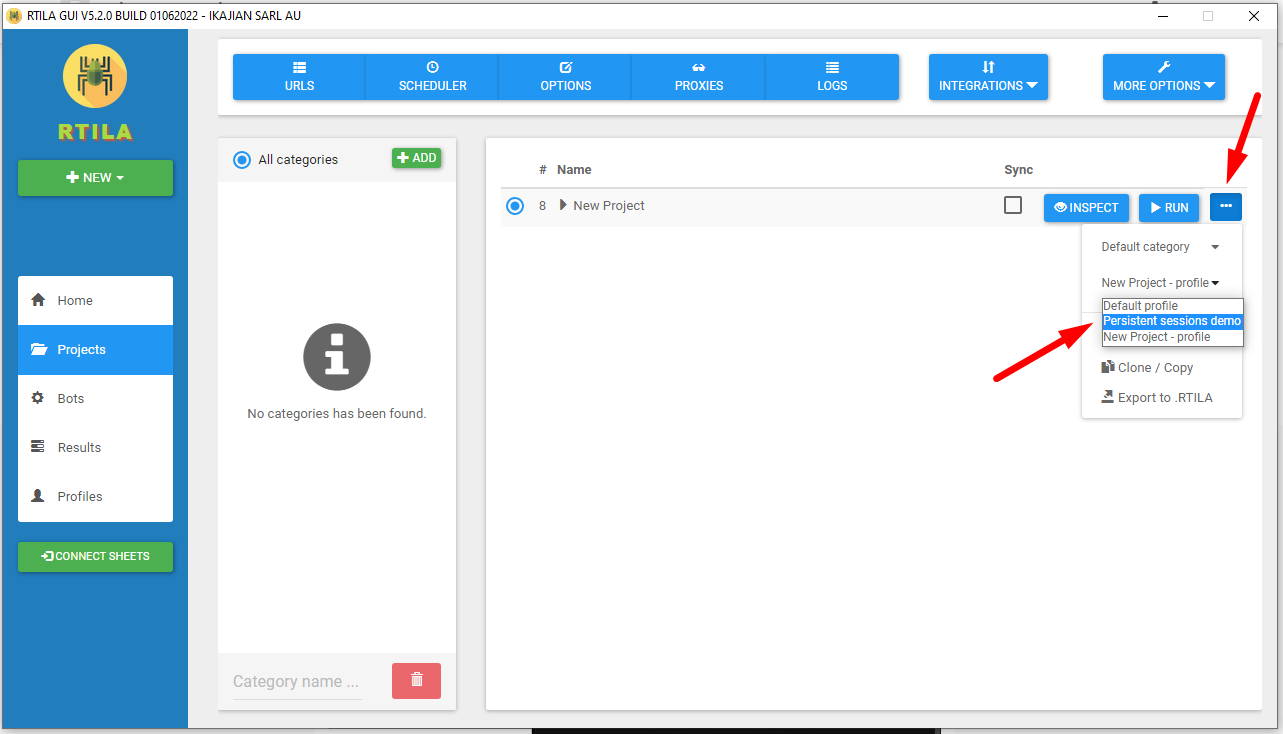 RTILA GUI V5.2.0 BUILD 01062022 - IKAJIAN SARL AU
RTILA
NEW
Home
Projects
Bots
Results
Profiles
CONNECT SHEETS
URLS
SCHEDULER
OPTIONS
PROXIES
LOGS
INTEGRATIONS
MORE OPTIONS
All categories
ADD
No categories has been found.
Category name ...
# Name Sync
8 New Project
INSPECT
RUN
Default category
New Project - profile
Default profile
Persistent sessions demo
New Project - profile
Clone / Copy
Export to .RTILA